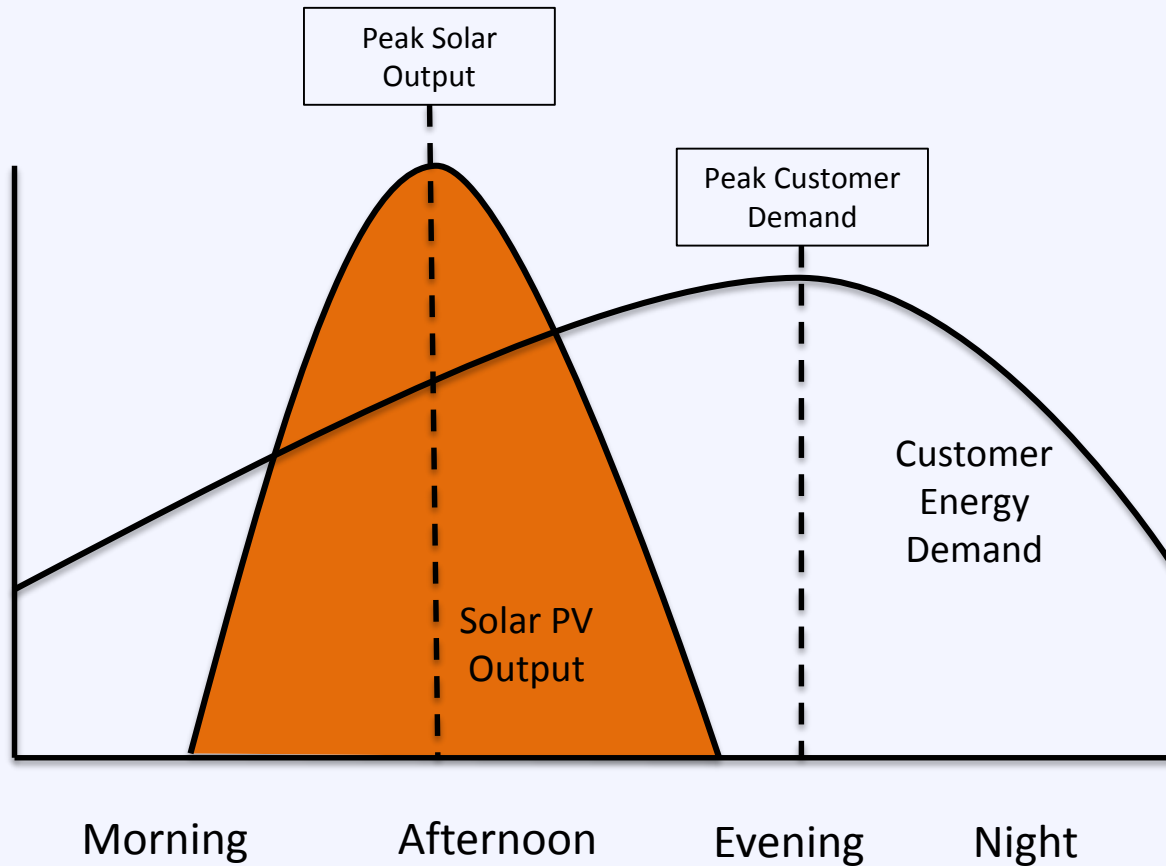 Peak Solar
Output
Peak Customer
Demand
Customer
Energy
Demand
Solar PV
Output
Morning Afternoon Evening Night